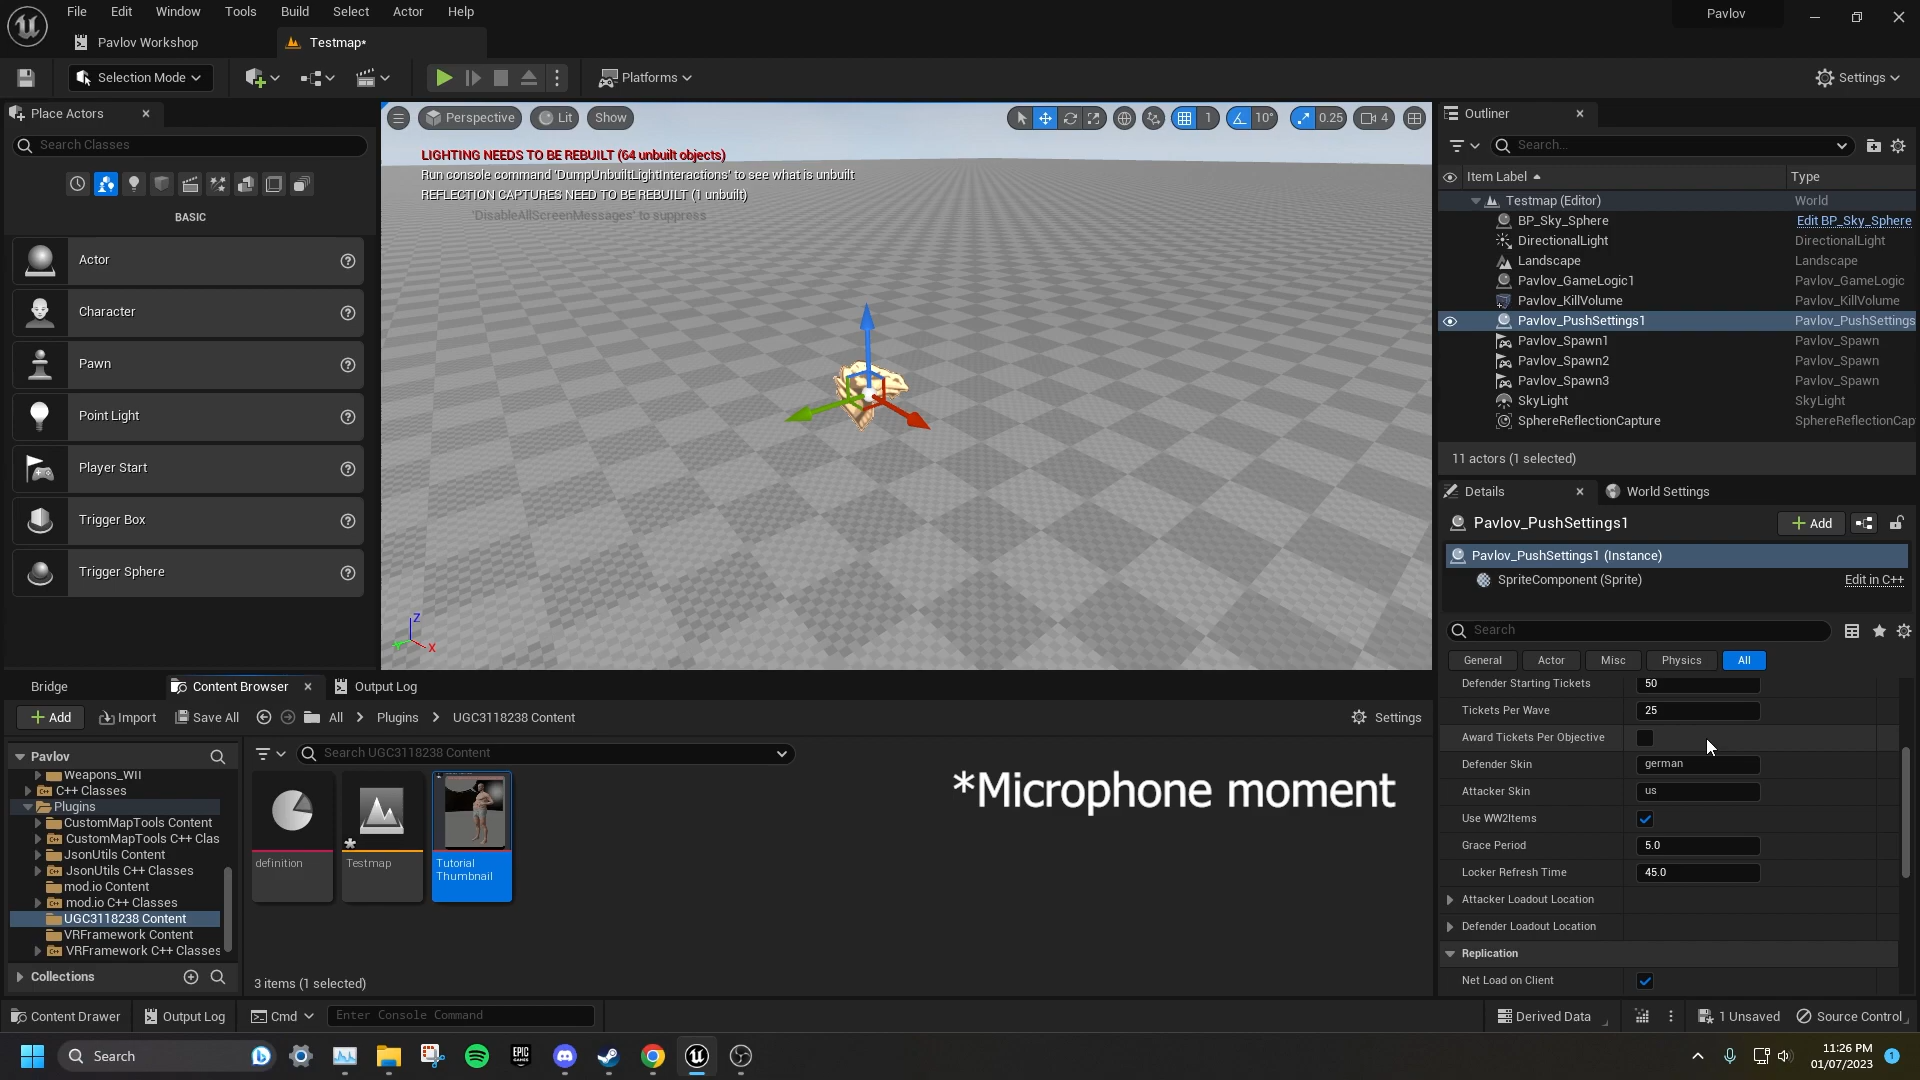 File Edit Window Tools Build Select Actor Help
Pavlov
Pavlov Workshop
Testmap*
Selection Mode
Platforms
Settings
Place Actors
Search Classes
BASIC
Actor
Character
Pawn
Point Light
Player Start
Trigger Box
Trigger Sphere
Perspective Lit Show
1 10° 0.25 4
LIGHTING NEEDS TO BE REBUILT (64 unbuilt objects)
Run console command 'DumpUnbuiltLightInteractions' to see what is unbuilt
REFLECTION CAPTURES NEED TO BE REBUILT (1 unbuilt)
'DisableAllScreenMessages' to suppress
Z
X
Outliner
Search...
Item Label Type
Testmap (Editor) World
BP_Sky_Sphere Edit BP_Sky_Sphere
DirectionalLight DirectionalLight
Landscape Landscape
Pavlov_GameLogic1 Pavlov_GameLogic
Pavlov_KillVolume Pavlov_KillVolume
Pavlov_PushSettings1 Pavlov_PushSettings
Pavlov_Spawn1 Pavlov_Spawn
Pavlov_Spawn2 Pavlov_Spawn
Pavlov_Spawn3 Pavlov_Spawn
SkyLight SkyLight
SphereReflectionCapture SphereReflectionCap
11 actors (1 selected)
Details World Settings
Pavlov_PushSettings1
Add
Pavlov_PushSettings1 (Instance)
SpriteComponent (Sprite) Edit in C++
Search
General Actor Misc Physics All
Defender Starting Tickets 50
Tickets Per Wave 25
Award Tickets Per Objective
Defender Skin german
Attacker Skin us
Use WW2Items
Grace Period 5.0
Locker Refresh Time 45.0
Attacker Loadout Location
Defender Loadout Location
Replication
Net Load on Client
Bridge Content Browser Output Log
Add Import Save All All Plugins UGC3118238 Content Settings
Pavlov
Weapons_WII
C++ Classes
Plugins
CustomMapTools Content
CustomMapTools C++ Clas
JsonUtils Content
JsonUtils C++ Classes
mod.io Content
mod.io C++ Classes
UGC3118238 Content
VRFramework Content
VRFramework C++ Classes
Collections
Search UGC3118238 Content
definition
Testmap
Tutorial
Thumbnail
*Microphone moment
3 items (1 selected)
Content Drawer Output Log Cmd Enter Console Command Derived Data 1 Unsaved Source Control
Search
EPIC
GAMES
11:26 PM
01/07/2023
1